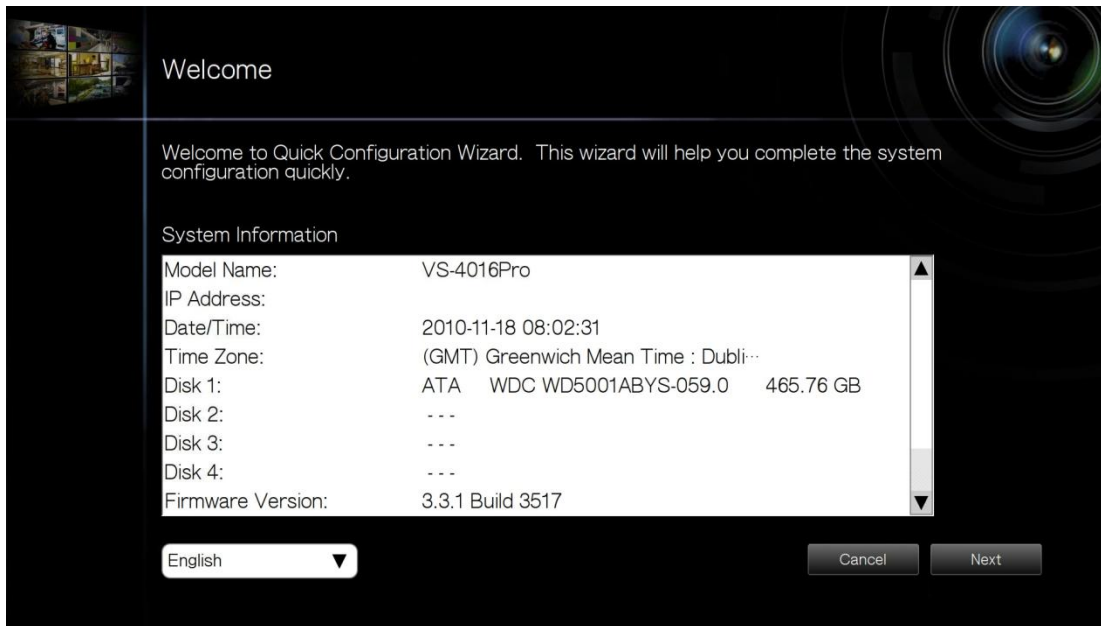 Welcome
Welcome to Quick Configuration Wizard. This wizard will help you complete the system
configuration quickly.
System Information
Model Name: VS-4016Pro
IP Address:
Date/Time: 2010-11-18 08:02:31
Time Zone: (GMT) Greenwich Mean Time : Dubli…
Disk 1: ATA WDC WD5001ABYS-059.0 465.76 GB
Disk 2: - - -
Disk 3: - - -
Disk 4: - - -
Firmware Version: 3.3.1 Build 3517
English
Cancel
Next